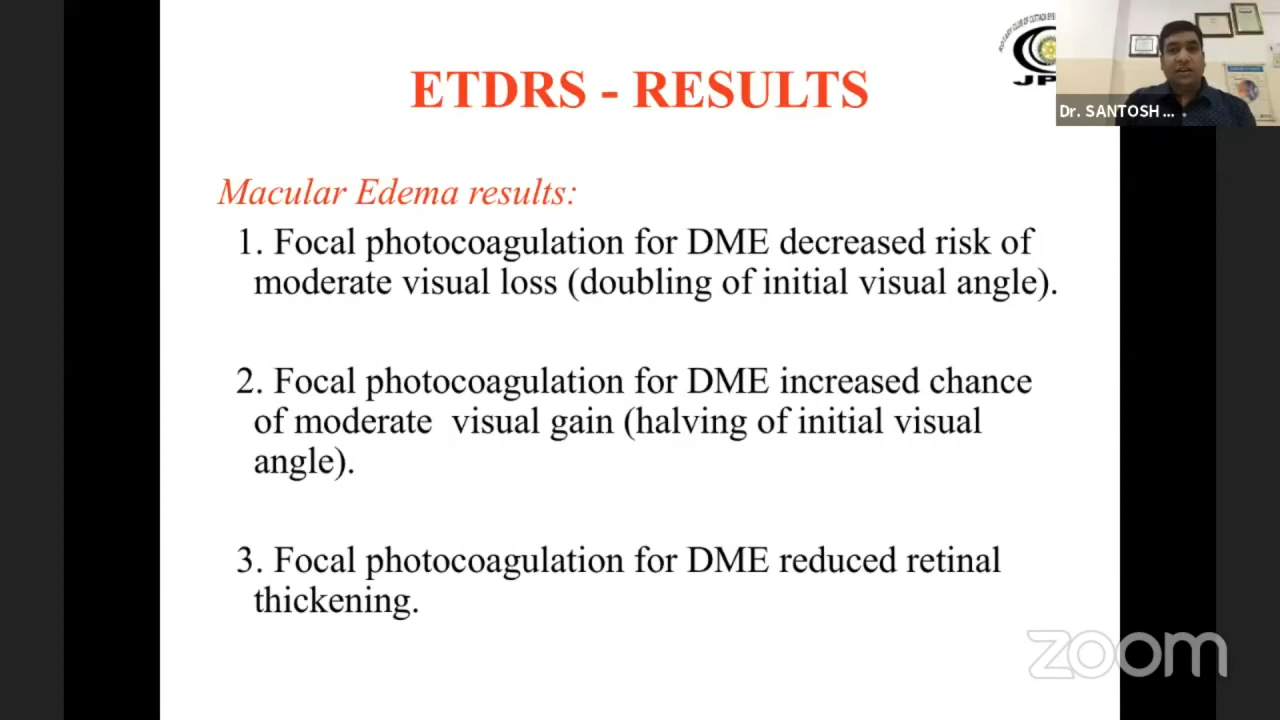 ETDRS - RESULTS
JP
Dr. SANTOSH ...
Macular Edema results:
1. Focal photocoagulation for DME decreased risk of
moderate visual loss (doubling of initial visual angle).
2. Focal photocoagulation for DME increased chance
of moderate visual gain (halving of initial visual
angle).
3. Focal photocoagulation for DME reduced retinal
thickening.
zoom